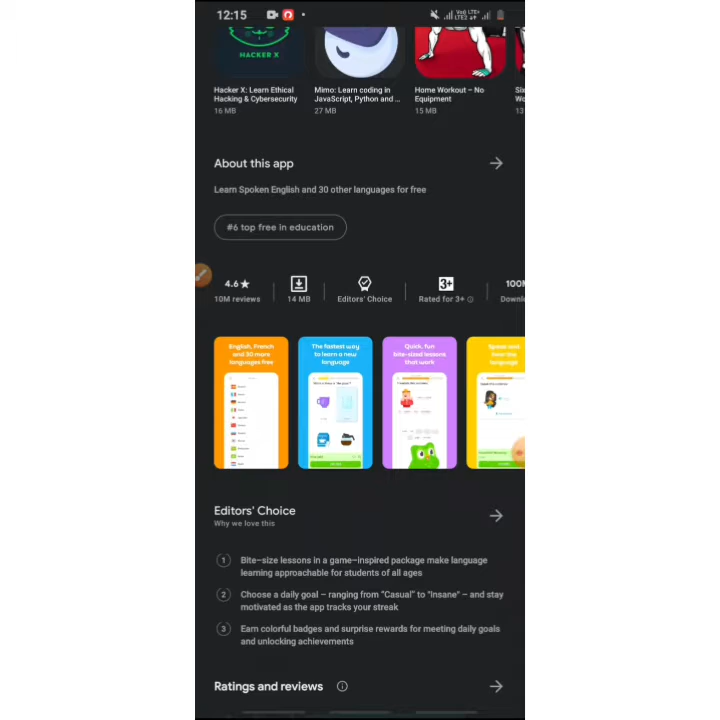 12:15
HACKER X
Hacker X: Learn Ethical
Hacking & Cybersecurity
16 MB
Mimo: Learn coding in
JavaScript, Python and ...
27 MB
Home Workout – No
Equipment
15 MB
About this app
Learn Spoken English and 30 other languages for free
#6 top free in education
4.6★
10M reviews
14 MB
Editors' Choice
3+
Rated for 3+
English, French
and 30 more
languages free
The fastest way
to learn a new
language
Quick, fun
bite-sized lessons
that work
Editors' Choice
Why we love this
1 Bite–size lessons in a game–inspired package make language
learning approachable for students of all ages
2 Choose a daily goal – ranging from “Casual” to "Insane" – and stay
motivated as the app tracks your streak
3 Earn colorful badges and surprise rewards for meeting daily goals
and unlocking achievements
Ratings and reviews